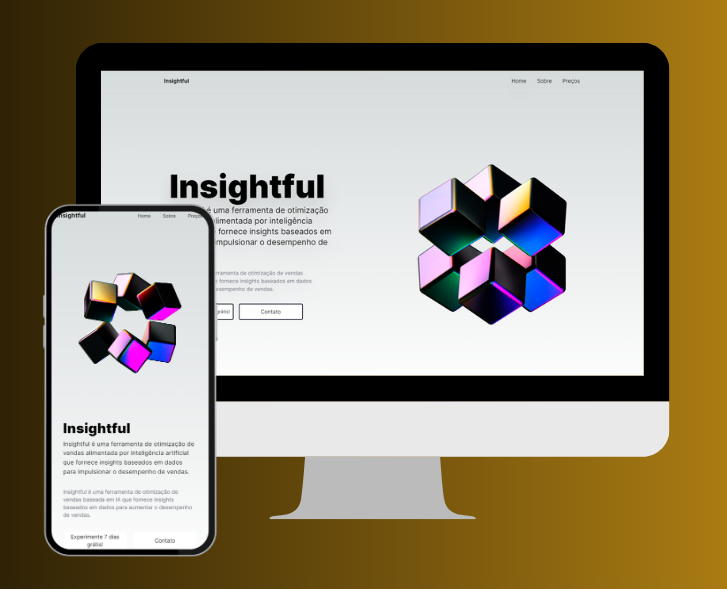 Insightful
Home Sobre Preços
Insightful
é uma ferramenta de otimização
alimentada por inteligência
fornece insights baseados em
impulsionar o desempenho de
ferramenta de otimização de vendas
fornece insights baseados em dados
desempenho de vendas.
grátis!
Contato
Insightful
Home Sobre Preços
Insightful
Insightful é uma ferramenta de otimização de
vendas alimentada por inteligência artificial
que fornece insights baseados em dados
para impulsionar o desempenho de vendas.
Insightful é uma ferramenta de otimização de
vendas baseada em IA que fornece insights
baseados em dados para aumentar o desempenho
de vendas.
Experimente 7 dias
grátis!
Contato